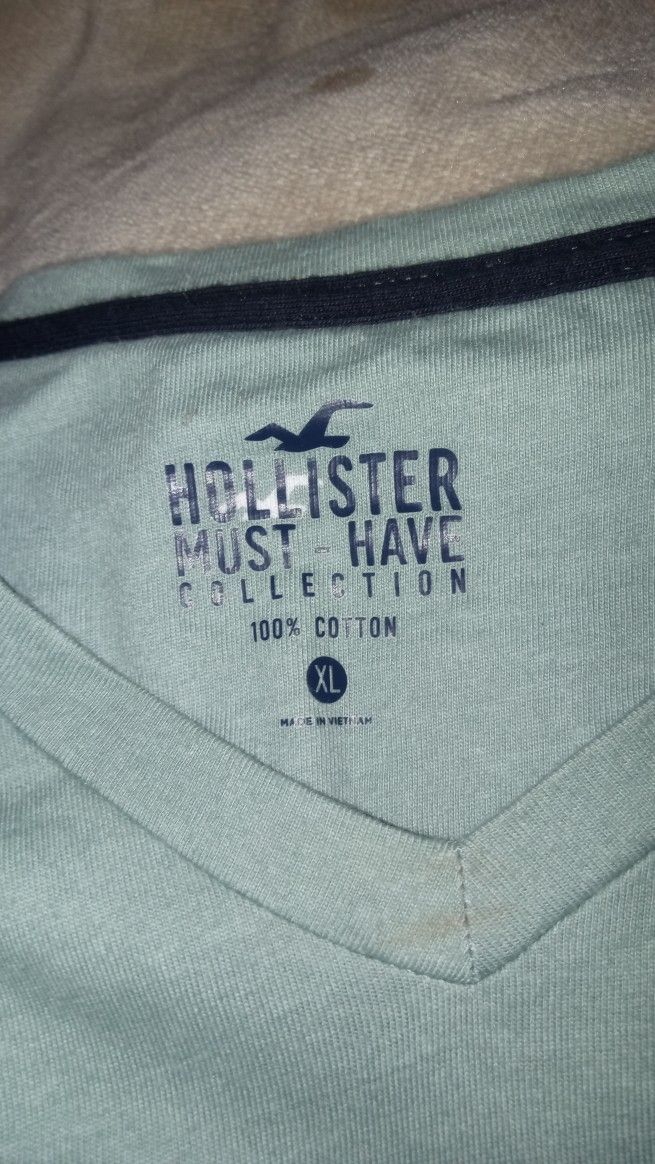 HOLLISTER
MUST-HAVE
COLLECTION
100% COTTON
XL
MADE IN VIETNAM